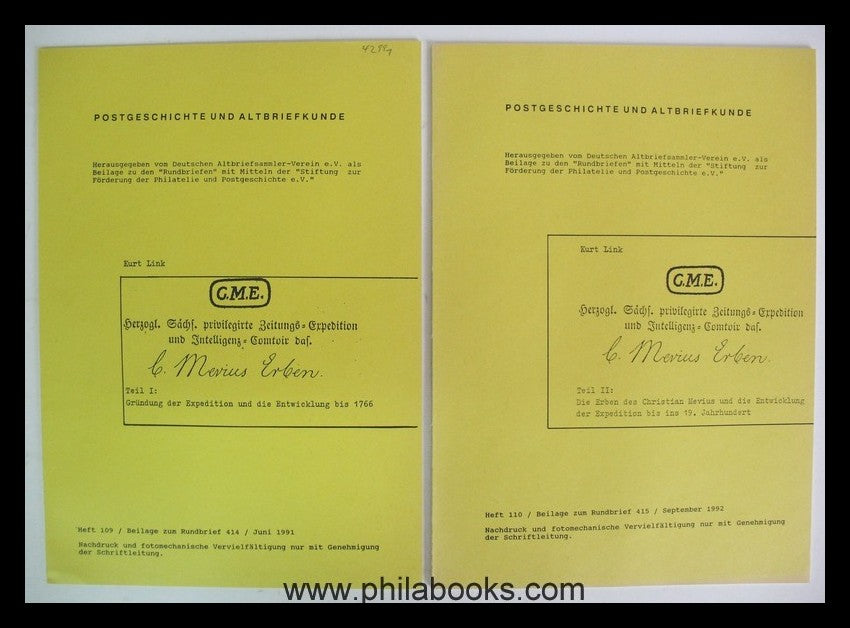 4299
POSTGESCHICHTE UND ALTBRIEFKUNDE
Herausgegeben vom Deutschen Altbriefsammler-Verein e.V. als
Beilage zu den "Rundbriefen" mit Mitteln der "Stiftung zur
Förderung der Philatelie und Postgeschichte e.V."
Kurt Link
C.M.E.
Herzogl. Sächs. privilegirte Zeitungs=Expedition
und Intelligenz=Comtoir das.
C. Mevius Erben.
Teil I:
Gründung der Expedition und die Entwicklung bis 1766
Heft 109 / Beilage zum Rundbrief 414 / Juni 1991
Nachdruck und fotomechanische Vervielfältigung nur mit Genehmigung
der Schriftleitung.
POSTGESCHICHTE UND ALTBRIEFKUNDE
Herausgegeben vom Deutschen Altbriefsammler-Verein e.V. als
Beilage zu den "Rundbriefen" mit Mitteln der "Stiftung zur
Förderung der Philatelie und Postgeschichte e.V."
Kurt Link
C.M.E.
Herzogl. Sächs. privilegirte Zeitungs=Expedition
und Intelligenz=Comtoir das.
C. Mevius Erben.
Teil II:
Die Erben des Christian Mevius und die Entwicklung
der Expedition bis ins 19. Jahrhundert
Heft 110 / Beilage zum Rundbrief 415 / September 1992
Nachdruck und fotomechanische Vervielfältigung nur mit Genehmigung
der Schriftleitung.
www.philabooks.com